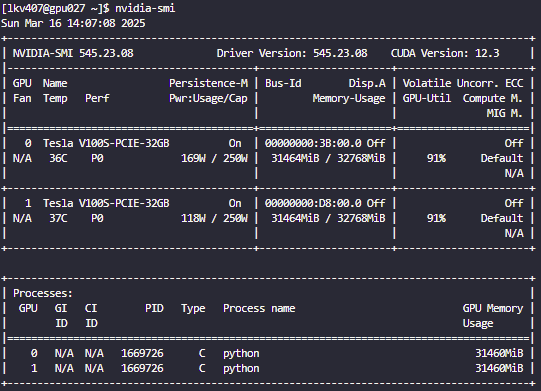 [lkv407@gpu027 ~]$ nvidia-smi
Sun Mar 16 14:07:08 2025
NVIDIA-SMI 545.23.08 Driver Version: 545.23.08 CUDA Version: 12.3
GPU Name Persistence-M | Bus-Id Disp.A | Volatile Uncorr. ECC
Fan Temp Perf Pwr:Usage/Cap | Memory-Usage | GPU-Util Compute M.
MIG M.
0 Tesla V100S-PCIE-32GB On | 00000000:3B:00.0 Off | Off
N/A 36C P0 169W / 250W | 31464MiB / 32768MiB | 91% Default
N/A
1 Tesla V100S-PCIE-32GB On | 00000000:D8:00.0 Off | Off
N/A 37C P0 118W / 250W | 31464MiB / 32768MiB | 91% Default
N/A
Processes:
GPU GI CI PID Type Process name GPU Memory
ID ID Usage
0 N/A N/A 1669726 C python 31460MiB
1 N/A N/A 1669726 C python 31460MiB